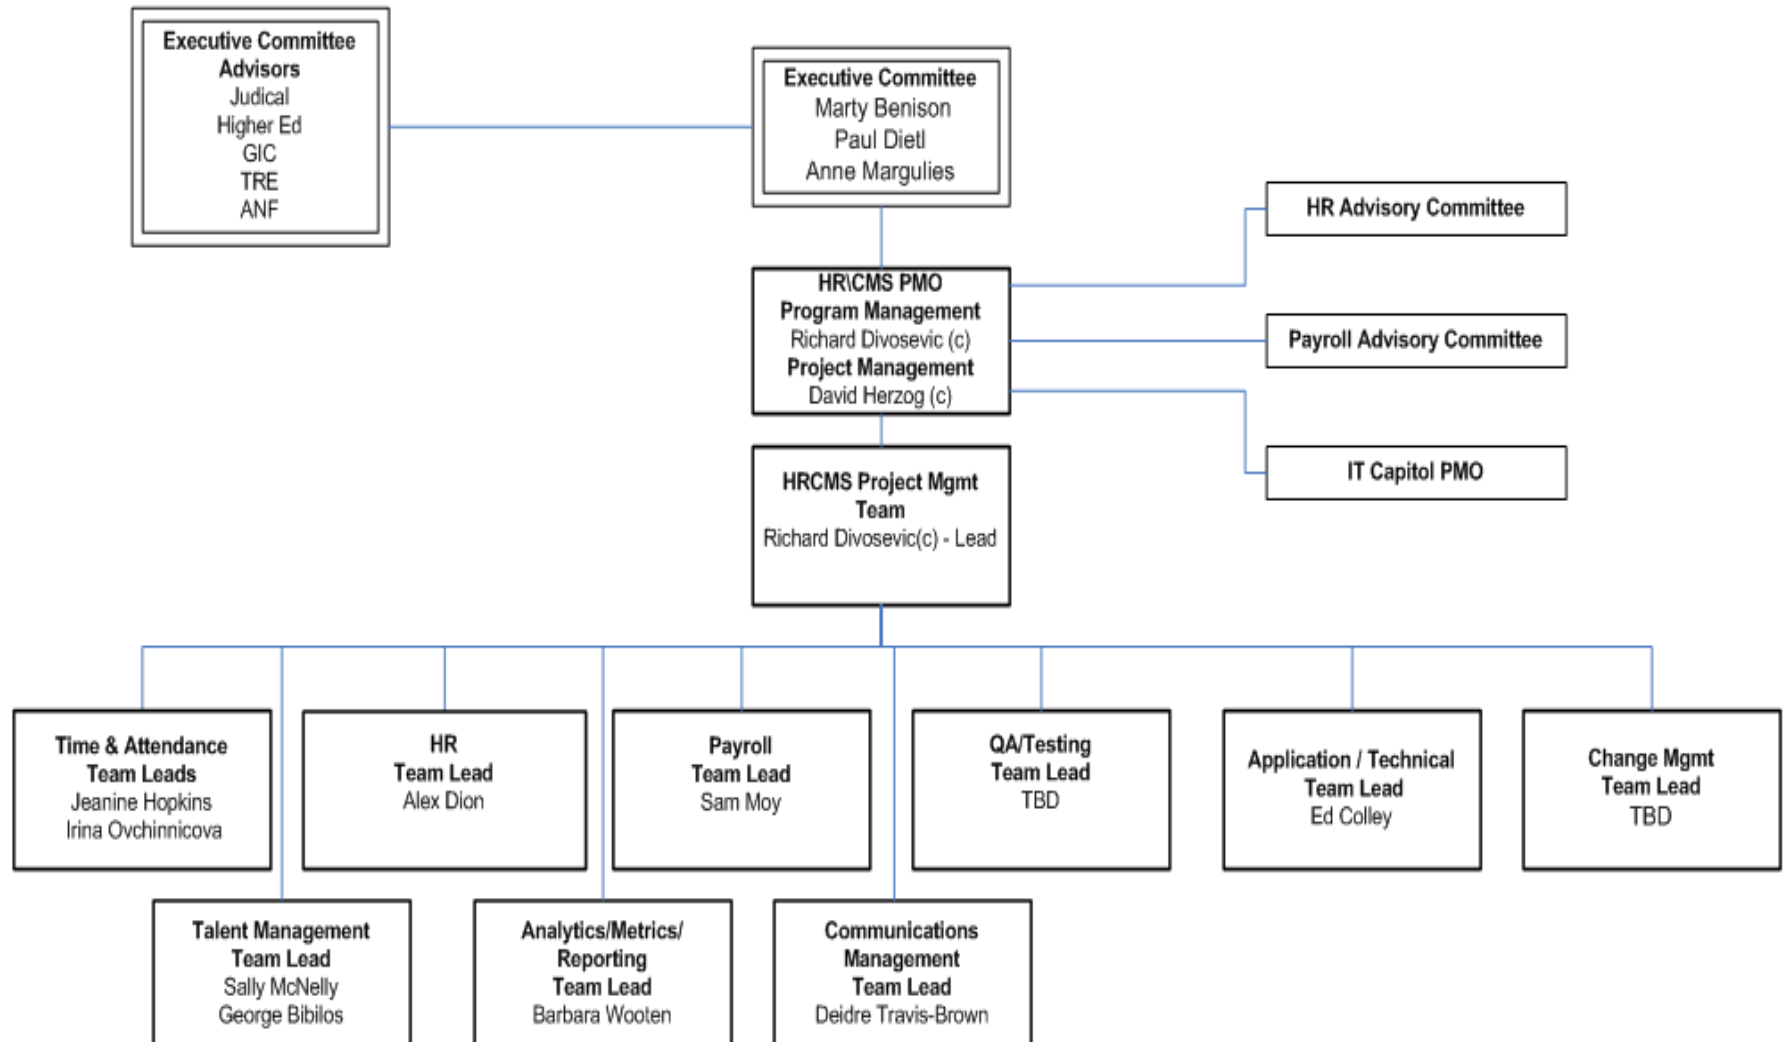 Executive Committee
Advisors
Judical
Higher Ed
GIC
TRE
ANF
Executive Committee
Marty Benison
Paul Dietl
Anne Margulies
HR Advisory Committee
HR\CMS PMO
Program Management
Richard Divosevic (c)
Project Management
David Herzog (c)
Payroll Advisory Committee
IT Capitol PMO
HRCMS Project Mgmt
Team
Richard Divosevic(c) - Lead
Time & Attendance
Team Leads
Jeanine Hopkins
Irina Ovchinnicova
HR
Team Lead
Alex Dion
Payroll
Team Lead
Sam Moy
QA/Testing
Team Lead
TBD
Application / Technical
Team Lead
Ed Colley
Change Mgmt
Team Lead
TBD
Talent Management
Team Lead
Sally McNelly
George Bibilos
Analytics/Metrics/
Reporting
Team Lead
Barbara Wooten
Communications
Management
Team Lead
Deidre Travis-Brown